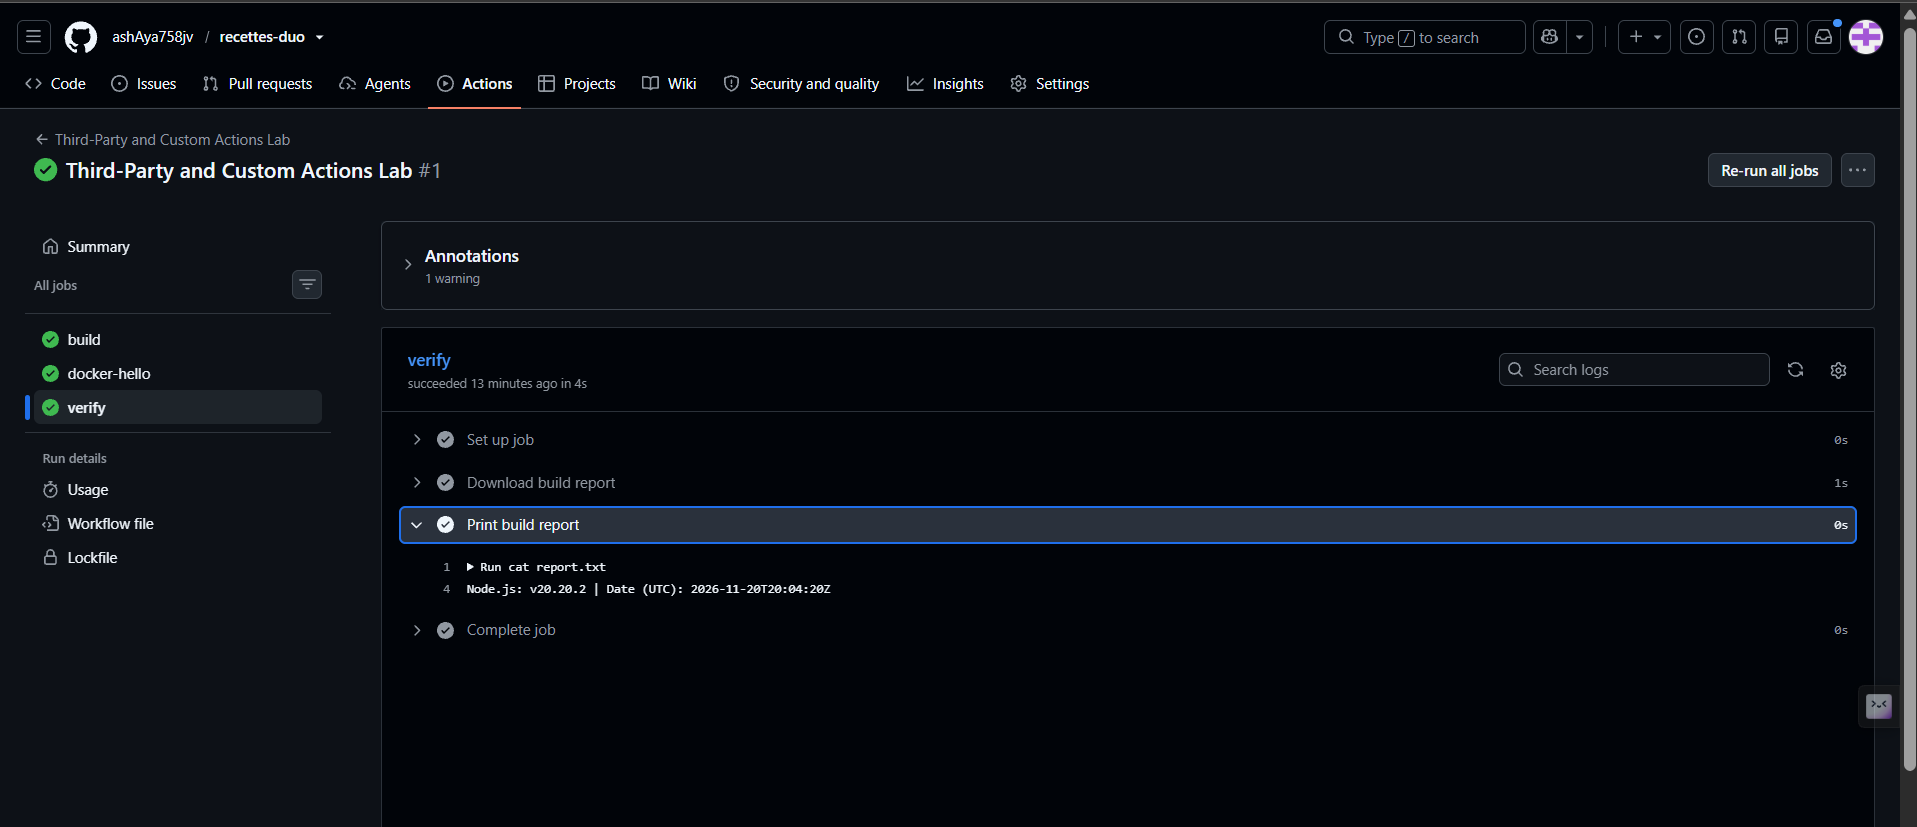 ashAya758jv / recettes-duo
Type / to search
Code
Issues
Pull requests
Agents
Actions
Projects
Wiki
Security and quality
Insights
Settings
Third-Party and Custom Actions Lab
Third-Party and Custom Actions Lab #1
Re-run all jobs
Summary
All jobs
build
docker-hello
verify
Run details
Usage
Workflow file
Lockfile
Annotations
1 warning
verify
succeeded 13 minutes ago in 4s
Search logs
Set up job 0s
Download build report 1s
Print build report 0s
1 Run cat report.txt
4 Node.js: v20.20.2 | Date (UTC): 2026-11-20T20:04:20Z
Complete job 0s